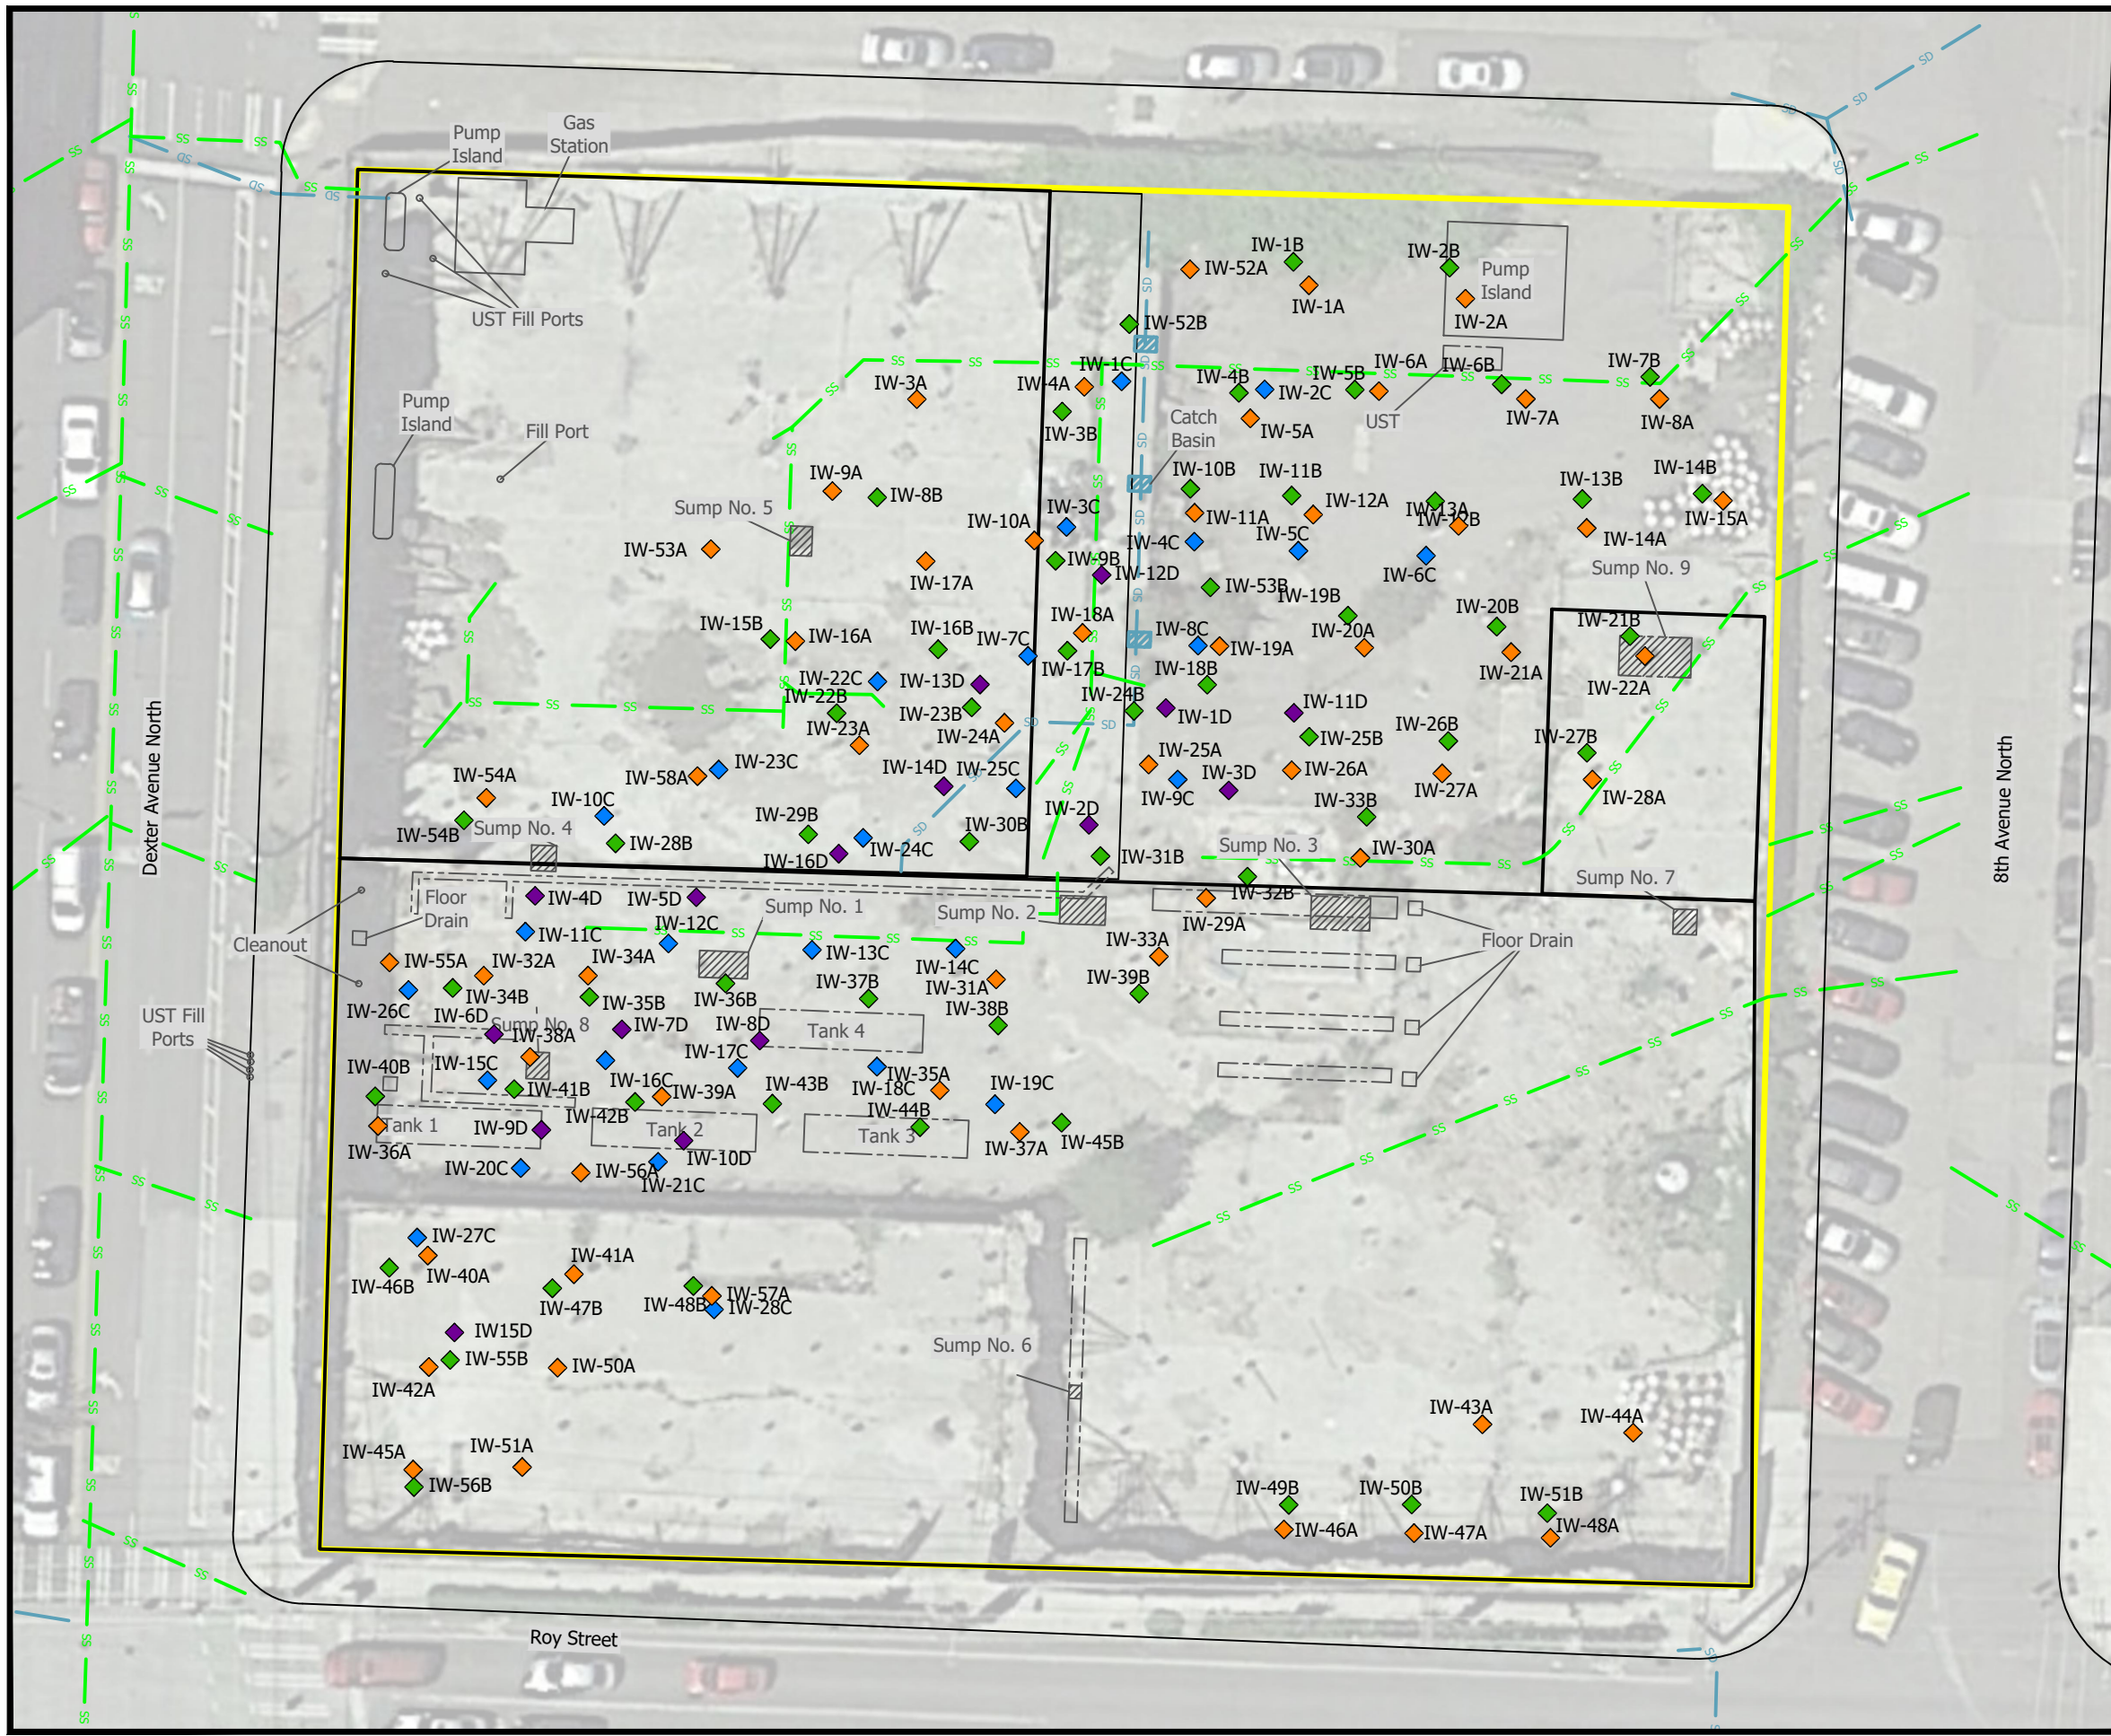 Pump
Island
Gas
Station
UST Fill Ports
IW-1B
IW-52A
IW-1A
IW-2B
Pump
Island
IW-2A
IW-52B
IW-1C
IW-3A
IW-4A
IW-3B
IW-4B
IW-2C
IW-5B
IW-6A
IW-6B
IW-7B
IW-5A
UST
IW-7A
IW-8A
Pump
Island
Fill Port
Catch
Basin
IW-9A
IW-8B
IW-10B
IW-11B
IW-13B
IW-14B
Sump No. 5
IW-3C
IW-10A
IW-11A
IW-12A
IW-13A
IW-12B
IW-15A
IW-14A
IW-53A
IW-4C
IW-5C
IW-17A
IW-9B
IW-12D
IW-6C
Sump No. 9
IW-53B
IW-19B
IW-20B
IW-15B
IW-16A
IW-16B
IW-7C
IW-18A
IW-8C
IW-19A
IW-20A
IW-21B
IW-17B
IW-18B
IW-21A
IW-22A
IW-22C
IW-13D
IW-22B
IW-24B
IW-23B
IW-1D
IW-11D
IW-23A
IW-24A
IW-25B
IW-26B
IW-27B
IW-54A
IW-58A
IW-23C
IW-14D
IW-25C
IW-25A
IW-3D
IW-26A
IW-27A
IW-28A
IW-10C
IW-9C
IW-54B
Sump No. 4
IW-28B
IW-29B
IW-30B
IW-2D
IW-33B
IW-16D
IW-24C
IW-31B
Sump No. 3
IW-30A
Sump No. 7
IW-32B
Dexter Avenue North
8th Avenue North
Floor
Drain
IW-4D
IW-5D
Sump No. 1
Sump No. 2
IW-29A
Cleanout
IW-11C
IW-12C
IW-13C
IW-14C
IW-33A
Floor Drain
IW-55A
IW-32A
IW-34A
IW-39B
IW-26C
IW-34B
IW-35B
IW-36B
IW-37B
IW-31A
IW-38B
UST Fill
Ports
IW-6D
Sump No. 8
IW-38A
IW-7D
IW-8D
Tank 4
IW-40B
IW-15C
IW-41B
IW-16C
IW-17C
IW-39A
IW-43B
IW-18C
IW-35A
IW-19C
IW-42B
IW-44B
Tank 1
IW-9D
Tank 2
Tank 3
IW-36A
IW-37A
IW-45B
IW-20C
IW-56A
IW-10D
IW-21C
IW-27C
IW-40A
IW-41A
IW-46B
IW-47B
IW-48B
IW-57A
IW-28C
IW15D
IW-55B
IW-50A
IW-42A
Sump No. 6
IW-43A
IW-44A
IW-45A
IW-51A
IW-56B
IW-49B
IW-50B
IW-51B
IW-46A
IW-47A
IW-48A
Roy Street